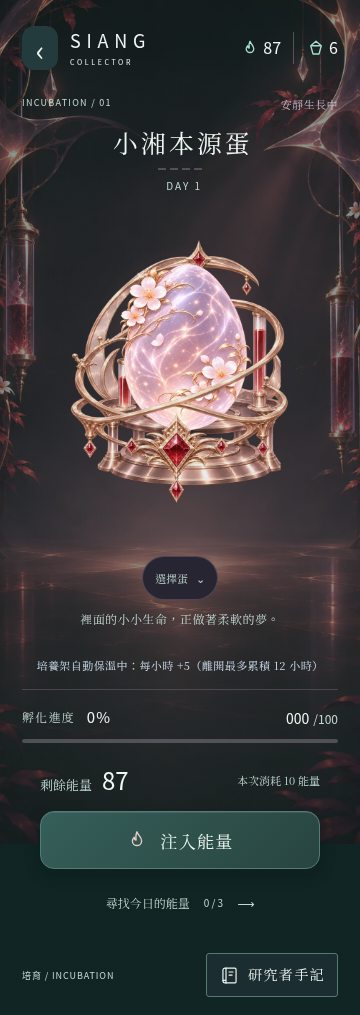 ‹
SIANG
COLLECTOR
87
6
INCUBATION / 01
安靜生長中
小湘本源蛋
DAY 1
選擇蛋 ⌄
裡面的小小生命，正做著柔軟的夢。
培養架自動保溫中：每小時 +5（離開最多累積 12 小時）
孵化進度 0%
000 /100
剩餘能量 87
本次消耗 10 能量
注入能量
尋找今日的能量 0/3 →
培育 / INCUBATION
研究者手記